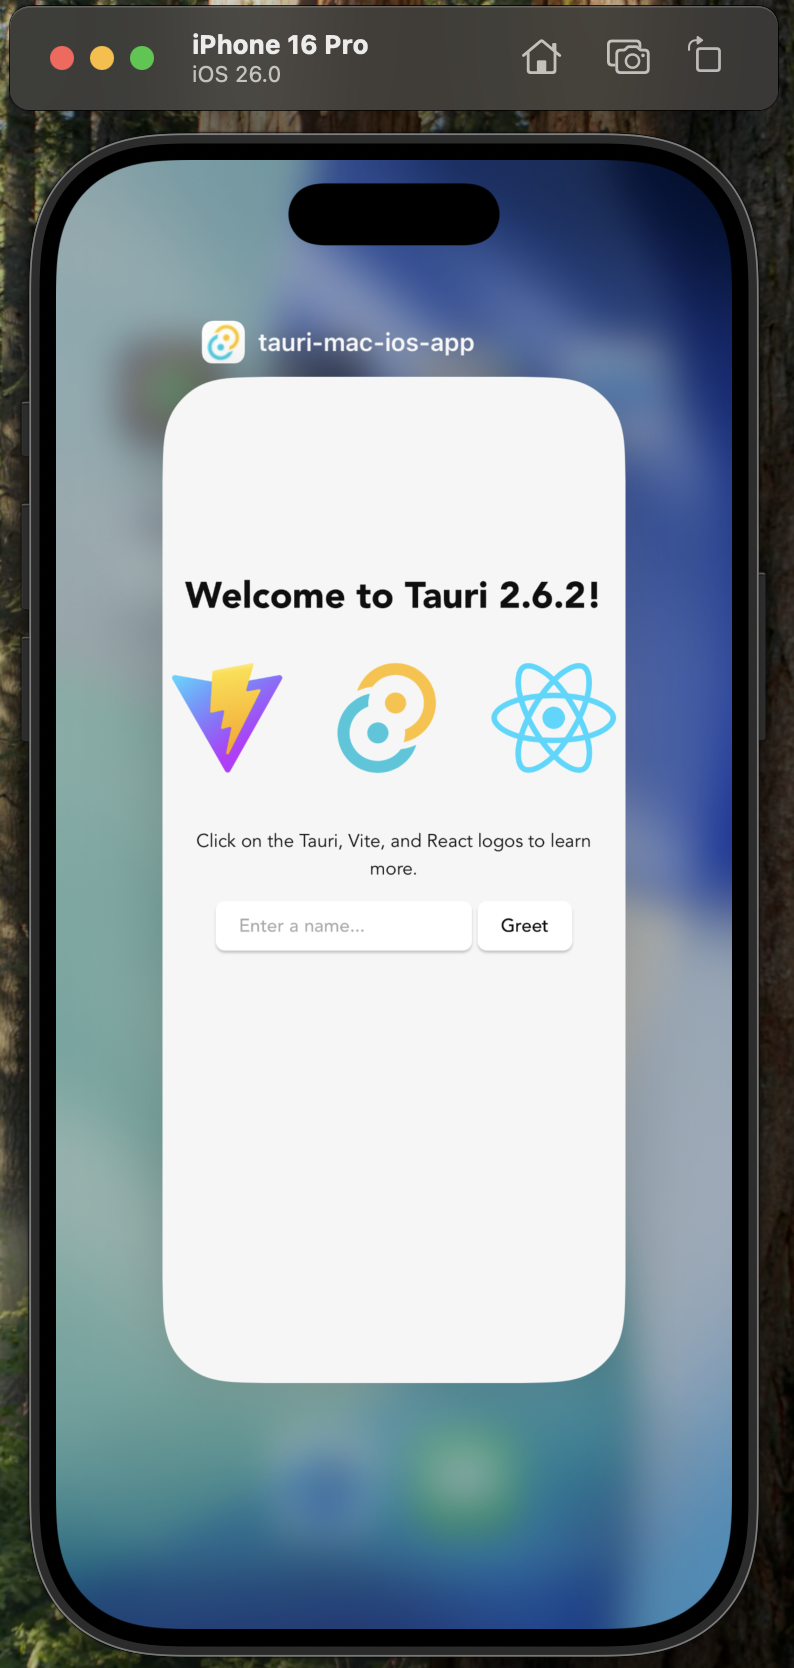 iPhone 16 Pro
iOS 26.0
tauri-mac-ios-app
Welcome to Tauri 2.6.2!
Click on the Tauri, Vite, and React logos to learn
more.
Enter a name...
Greet